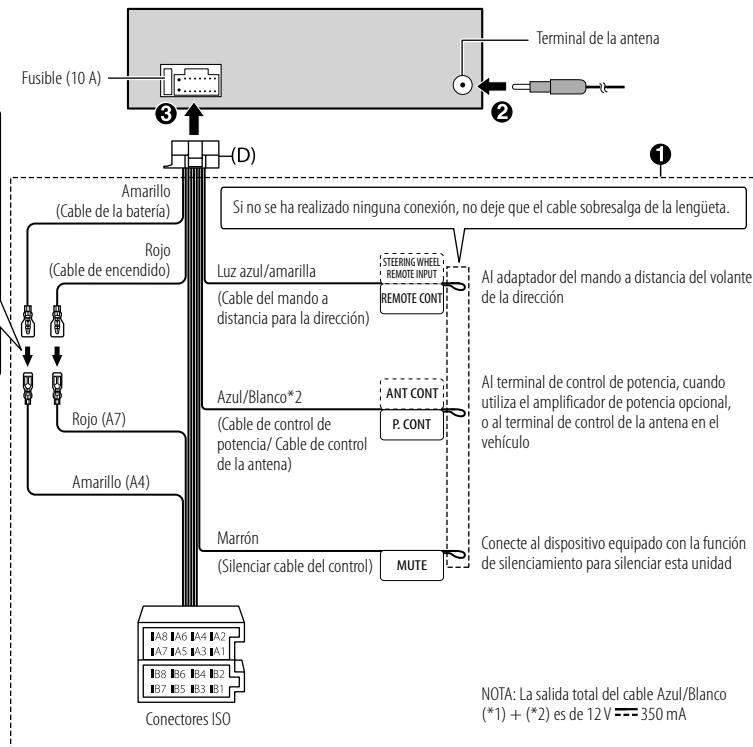 Terminal de la antena
Fusible (10 A)
❸
❷
(D)
❶
Amarillo
(Cable de la batería)
Si no se ha realizado ninguna conexión, no deje que el cable sobresalga de la lengüeta.
Rojo
(Cable de encendido)
Luz azul/amarilla
(Cable del mando a
distancia para la dirección)
STEERING WHEEL
REMOTE INPUT
REMOTE CONT
Al adaptador del mando a distancia del volante
de la dirección
Azul/Blanco*2
(Cable de control de
potencia/ Cable de control
de la antena)
ANT CONT
P. CONT
Al terminal de control de potencia, cuando
utiliza el amplificador de potencia opcional,
o al terminal de control de la antena en el
vehículo
Rojo (A7)
Amarillo (A4)
Marrón
(Silenciar cable del control)
MUTE
Conecte al dispositivo equipado con la función
de silenciamiento para silenciar esta unidad
A8 A6 A4 A2
A7 A5 A3 A1
B8 B6 B4 B2
B7 B5 B3 B1
Conectores ISO
NOTA: La salida total del cable Azul/Blanco
(*1) + (*2) es de 12 V ⎓ 350 mA